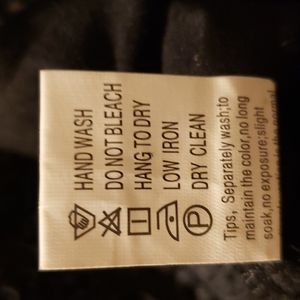 HAND WASH
DO NOT BLEACH
HANG TO DRY
LOW IRON
DRY CLEAN
P
Tips, Separately wash;to
maintain the color,no long
soak,no exposure;slight